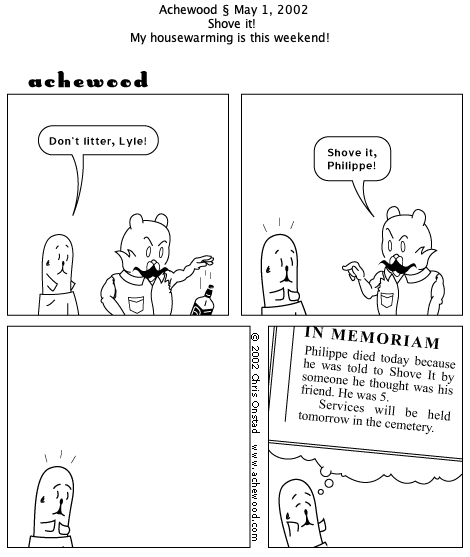 Achewood § May 1, 2002
Shove it!
My housewarming is this weekend!
achewood
Don't litter, Lyle!
Shove it,
Philippe!
© 2002 Chris Onstad www.achewood.com
IN MEMORIAM
Philippe died today because
he was told to Shove It by
someone he thought was his
friend. He was 5.
Services will be held
tomorrow in the cemetery.